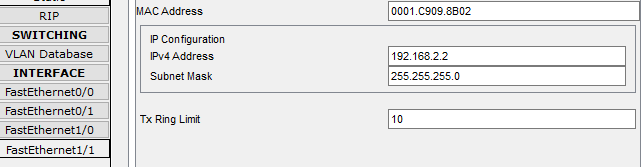 RIP
SWITCHING
VLAN Database
INTERFACE
FastEthernet0/0
FastEthernet0/1
FastEthernet1/0
FastEthernet1/1
MAC Address 0001.C909.8B02
IP Configuration
IPv4 Address 192.168.2.2
Subnet Mask 255.255.255.0
Tx Ring Limit 10